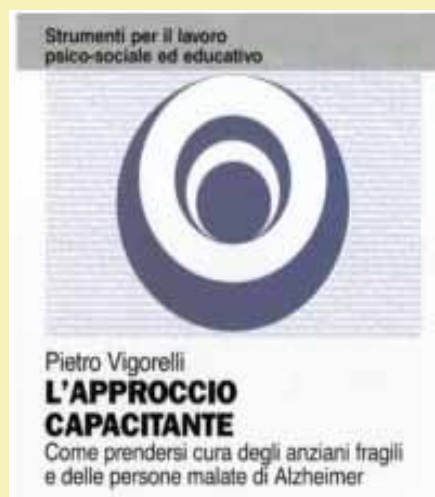 Strumenti per il lavoro
psico-sociale ed educativo
Pietro Vigorelli
L'APPROCCIO
CAPACITANTE
Come prendersi cura degli anziani fragili
e delle persone malate di Alzheimer